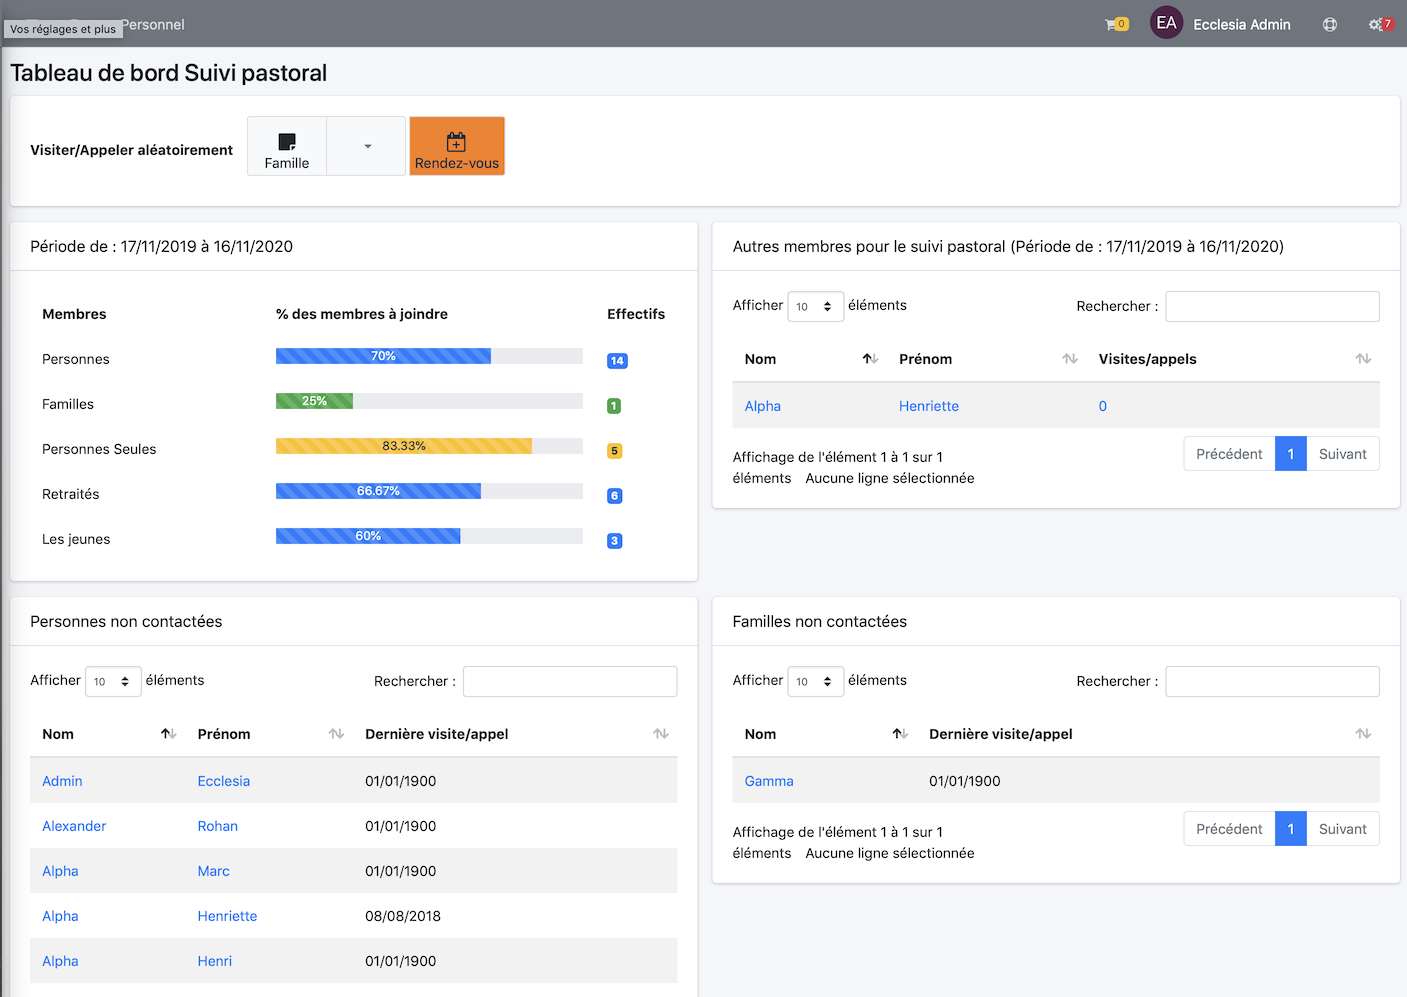 Vos réglages et plus
Personnel
0
EA
Ecclesia Admin
7
Tableau de bord Suivi pastoral
Visiter/Appeler aléatoirement
Famille
Rendez-vous
Période de : 17/11/2019 à 16/11/2020
Membres % des membres à joindre Effectifs
Personnes 70% 14
Familles 25% 1
Personnes Seules 83.33% 5
Retraités 66.67% 6
Les jeunes 60% 3
Autres membres pour le suivi pastoral (Période de : 17/11/2019 à 16/11/2020)
Afficher 10 éléments Rechercher :
Nom Prénom Visites/appels
Alpha Henriette 0
Affichage de l'élément 1 à 1 sur 1
éléments Aucune ligne sélectionnée
Précédent 1 Suivant
Personnes non contactées
Afficher 10 éléments Rechercher :
Nom Prénom Dernière visite/appel
Admin Ecclesia 01/01/1900
Alexander Rohan 01/01/1900
Alpha Marc 01/01/1900
Alpha Henriette 08/08/2018
Alpha Henri 01/01/1900
Familles non contactées
Afficher 10 éléments Rechercher :
Nom Dernière visite/appel
Gamma 01/01/1900
Affichage de l'élément 1 à 1 sur 1
éléments Aucune ligne sélectionnée
Précédent 1 Suivant